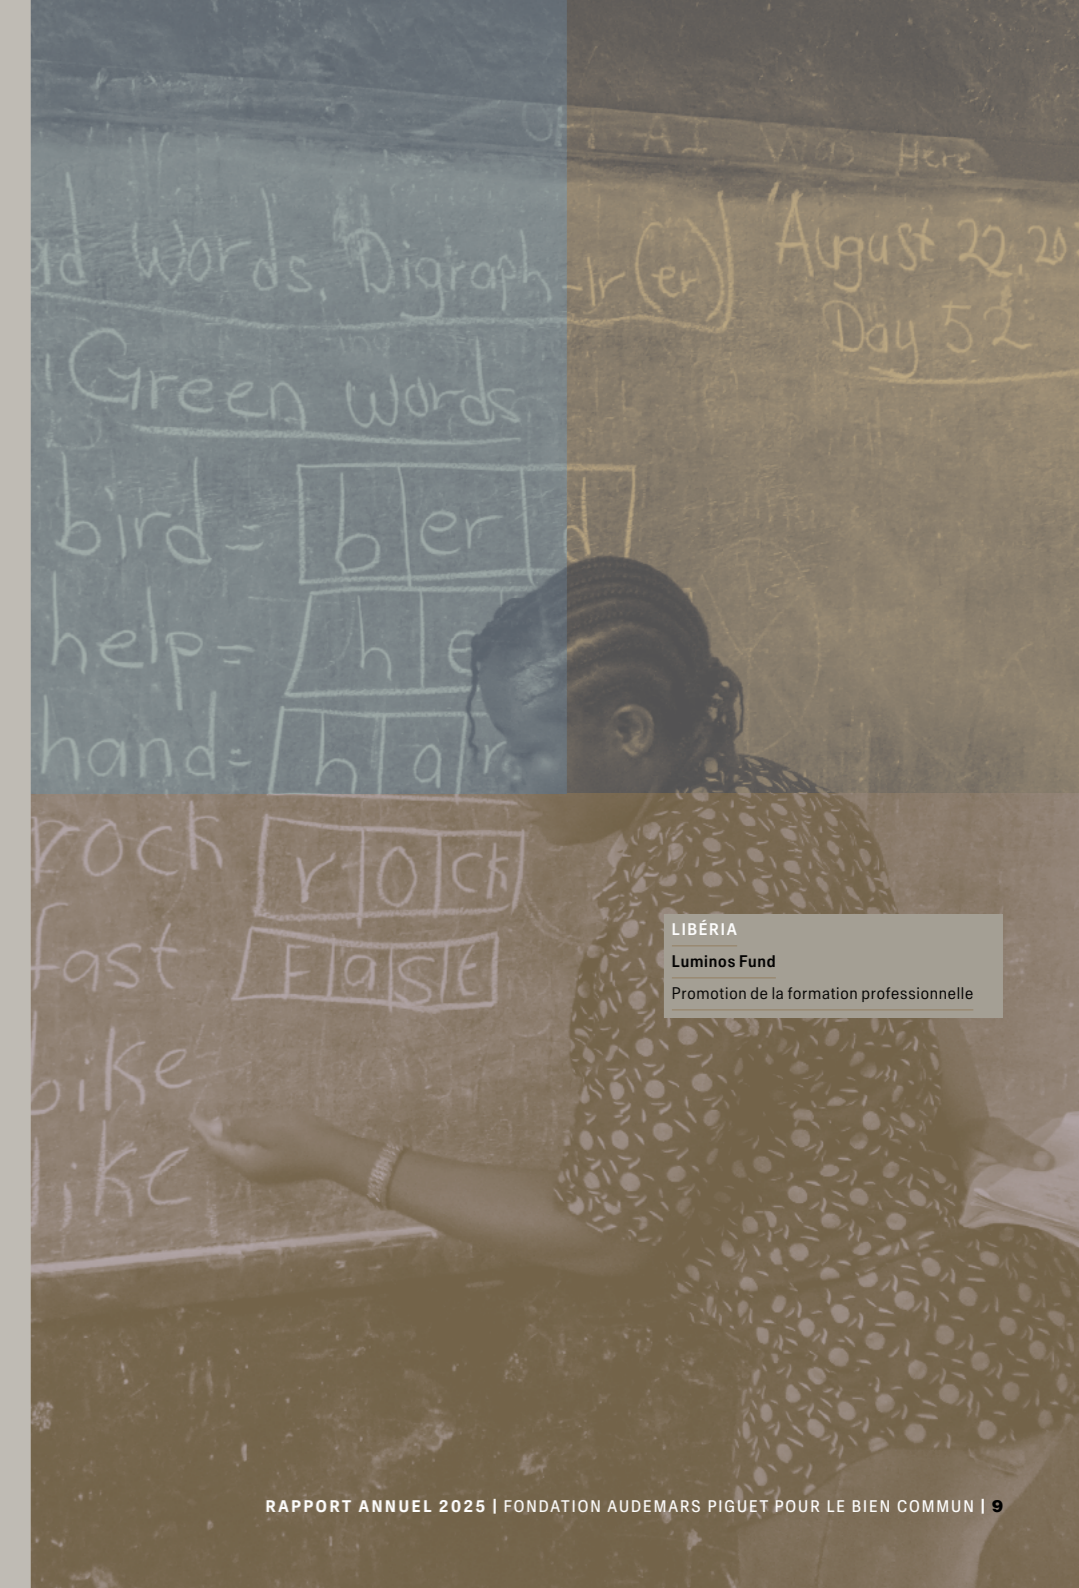 Was Here
Words, Digraph - Ir (er)
August 22, 20
Day 52
Green words
bird = b er d
help = h e
hand = h a n
rock r o ck
fast F a s t
bike
like
LIBÉRIA
Luminos Fund
Promotion de la formation professionnelle
RAPPORT ANNUEL 2025 | FONDATION AUDEMARS PIGUET POUR LE BIEN COMMUN | 9